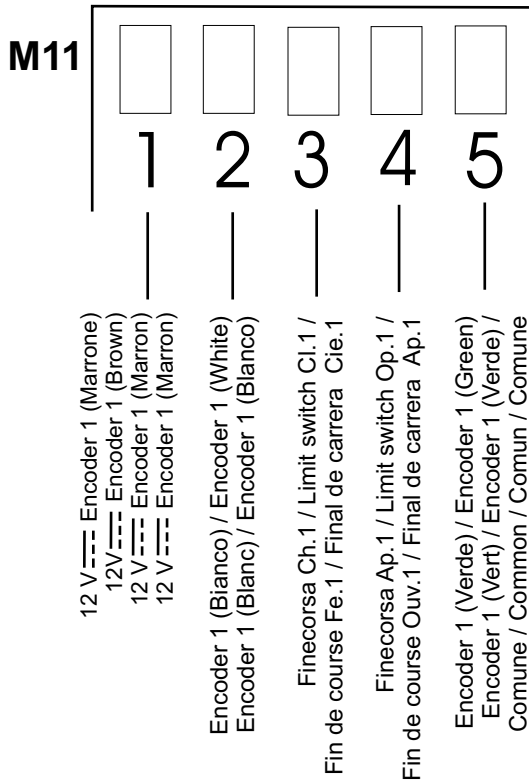 M11
1
2
3
4
5
12 V⎓ Encoder 1 (Marrone)
12V⎓ Encoder 1 (Brown)
12 V⎓ Encoder 1 (Marron)
12 V⎓ Encoder 1 (Marron)
Encoder 1 (Bianco) / Encoder 1 (White)
Encoder 1 (Blanc) / Encoder 1 (Blanco)
Finecorsa Ch.1 / Limit switch Cl.1 /
Fin de course Fe.1 / Final de carrera Cie.1
Finecorsa Ap.1 / Limit switch Op.1 /
Fin de course Ouv.1 / Final de carrera Ap.1
Encoder 1 (Verde) / Encoder 1 (Green)
Encoder 1 (Vert) / Encoder 1 (Verde) /
Comune / Common / Comun / Comune